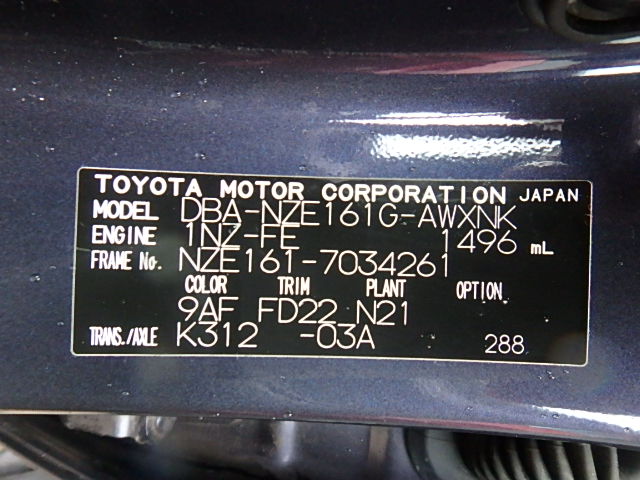 TOYOTA MOTOR CORPORATION JAPAN
MODEL DBA-NZE161G-AWXNK
ENGINE 1NZ-FE 1496 mL
FRAME No. NZE161-7034261
COLOR TRIM PLANT OPTION
9AF FD22 N21
TRANS./AXLE K312 -03A 288